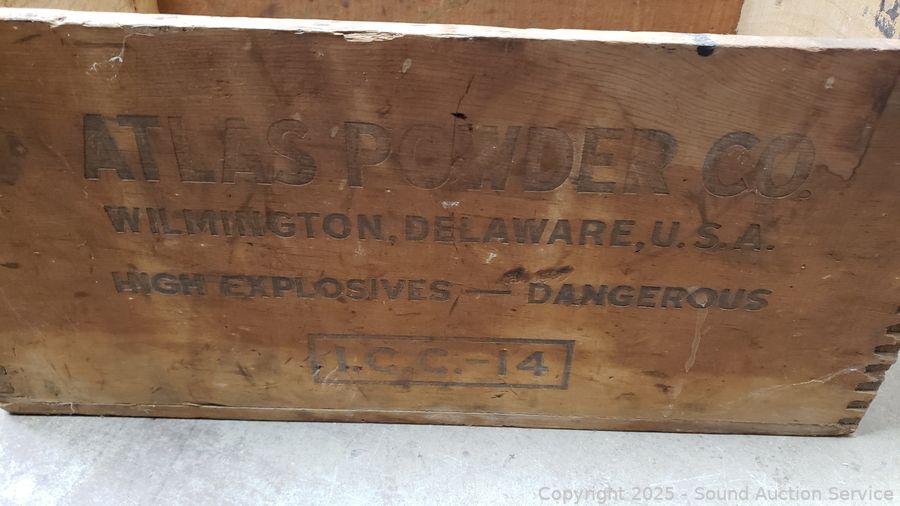 ATLAS POWDER CO.
WILMINGTON, DELAWARE, U.S.A.
HIGH EXPLOSIVES — DANGEROUS
I.C.C.-14
Copyright 2025 - Sound Auction Service